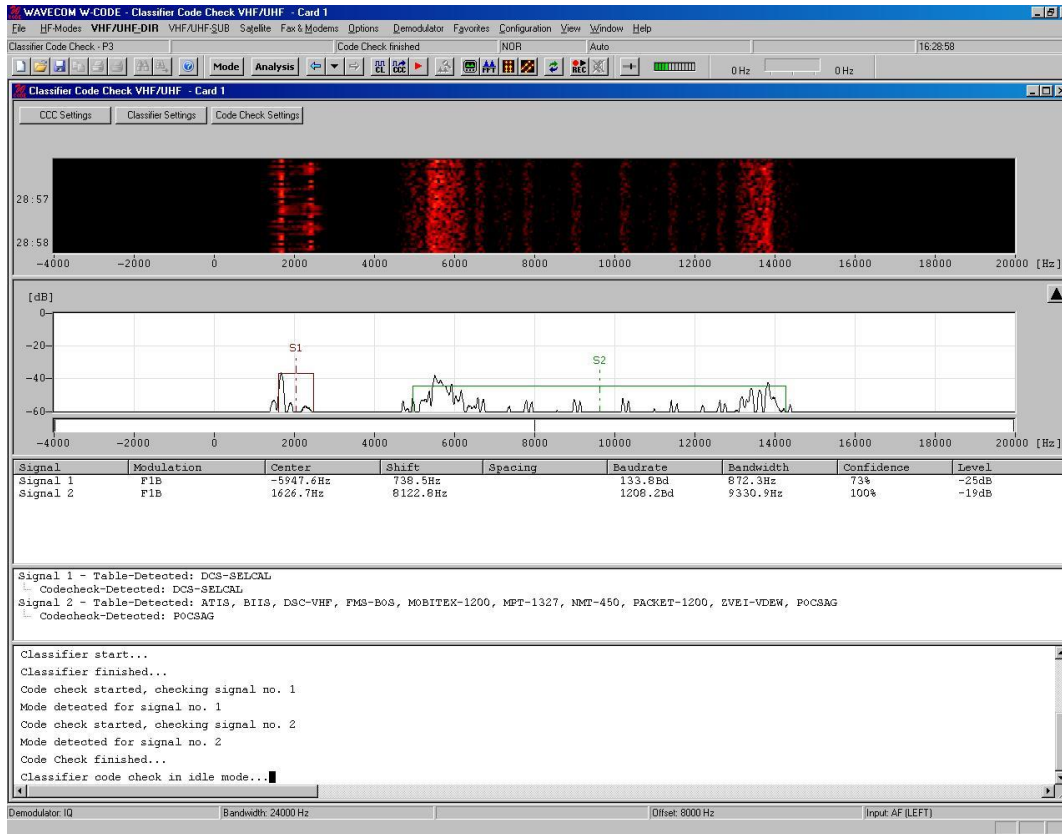 WAVECOM W-CODE - Classifier Code Check VHF/UHF - Card 1
File HF-Modes VHF/UHF-DIR VHF/UHF-SUB Satellite Fax & Modems Options Demodulator Favorites Configuration View Window Help
Classifier Code Check - P3 Code Check finished NOR Auto 16:28:58
Mode Analysis CL CCC REC 0 Hz 0 Hz
Classifier Code Check VHF/UHF - Card 1
CCC Settings Classifier Settings Code Check Settings
28:57
28:58
-4000 -2000 0 2000 4000 6000 8000 10000 12000 14000 16000 18000 20000 [Hz]
[dB]
0
-20
S1
S2
-40
-60
-4000 -2000 0 2000 4000 6000 8000 10000 12000 14000 16000 18000 20000 [Hz]
Signal Modulation Center Shift Spacing Baudrate Bandwidth Confidence Level
Signal 1 F1B -5947.6Hz 738.5Hz 133.8Bd 872.3Hz 73% -25dB
Signal 2 F1B 1626.7Hz 8122.8Hz 1208.2Bd 9330.9Hz 100% -19dB
Signal 1 - Table-Detected: DCS-SELCAL
Codecheck-Detected: DCS-SELCAL
Signal 2 - Table-Detected: ATIS, BIIS, DSC-VHF, FMS-BOS, MOBITEX-1200, MPT-1327, NMT-450, PACKET-1200, ZVEI-VDEW, POCSAG
Codecheck-Detected: POCSAG
Classifier start...
Classifier finished...
Code check started, checking signal no. 1
Mode detected for signal no. 1
Code check started, checking signal no. 2
Mode detected for signal no. 2
Code Check finished...
Classifier code check in idle mode...
Demodulator: IQ Bandwidth: 24000 Hz Offset: 8000 Hz Input: AF (LEFT)